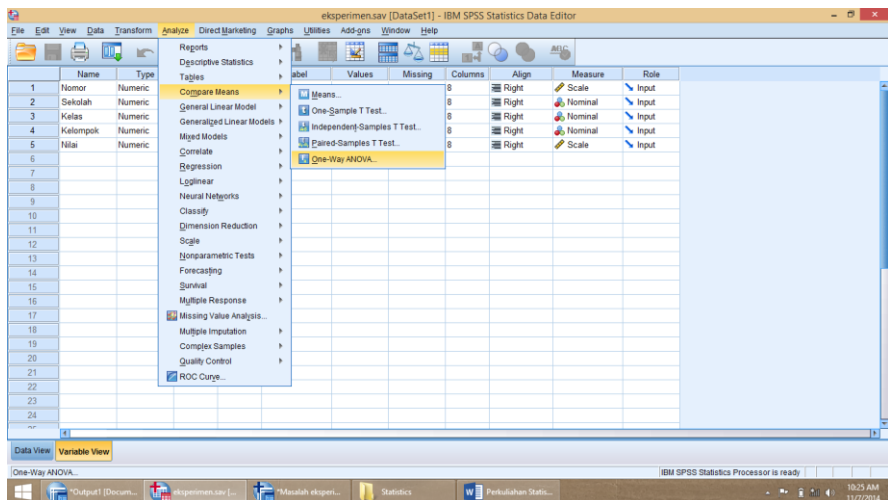 eksperimen.sav [DataSet1] - IBM SPSS Statistics Data Editor
File Edit View Data Transform Analyze Direct Marketing Graphs Utilities Add-ons Window Help
Name Type abel Values Missing Columns Align Measure Role
1 Nomor Numeric 8 Right Scale Input
2 Sekolah Numeric 8 Right Nominal Input
3 Kelas Numeric 8 Right Nominal Input
4 Kelompok Numeric 8 Right Nominal Input
5 Nilai Numeric 8 Right Scale Input
6
7
8
9
10
11
12
13
14
15
16
17
18
19
20
21
22
23
24
Reports
Descriptive Statistics
Tables
Compare Means
General Linear Model
Generalized Linear Models
Mixed Models
Correlate
Regression
Loglinear
Neural Networks
Classify
Dimension Reduction
Scale
Nonparametric Tests
Forecasting
Survival
Multiple Response
Missing Value Analysis...
Multiple Imputation
Complex Samples
Quality Control
ROC Curve...
Means...
One-Sample T Test...
Independent-Samples T Test...
Paired-Samples T Test...
One-Way ANOVA...
Data View Variable View
One-Way ANOVA... IBM SPSS Statistics Processor is ready
*Output1 [Docum... eksperimen.sav [... *Masalah eksperi... Statistics Perkuliahan Statis... 10:25 AM